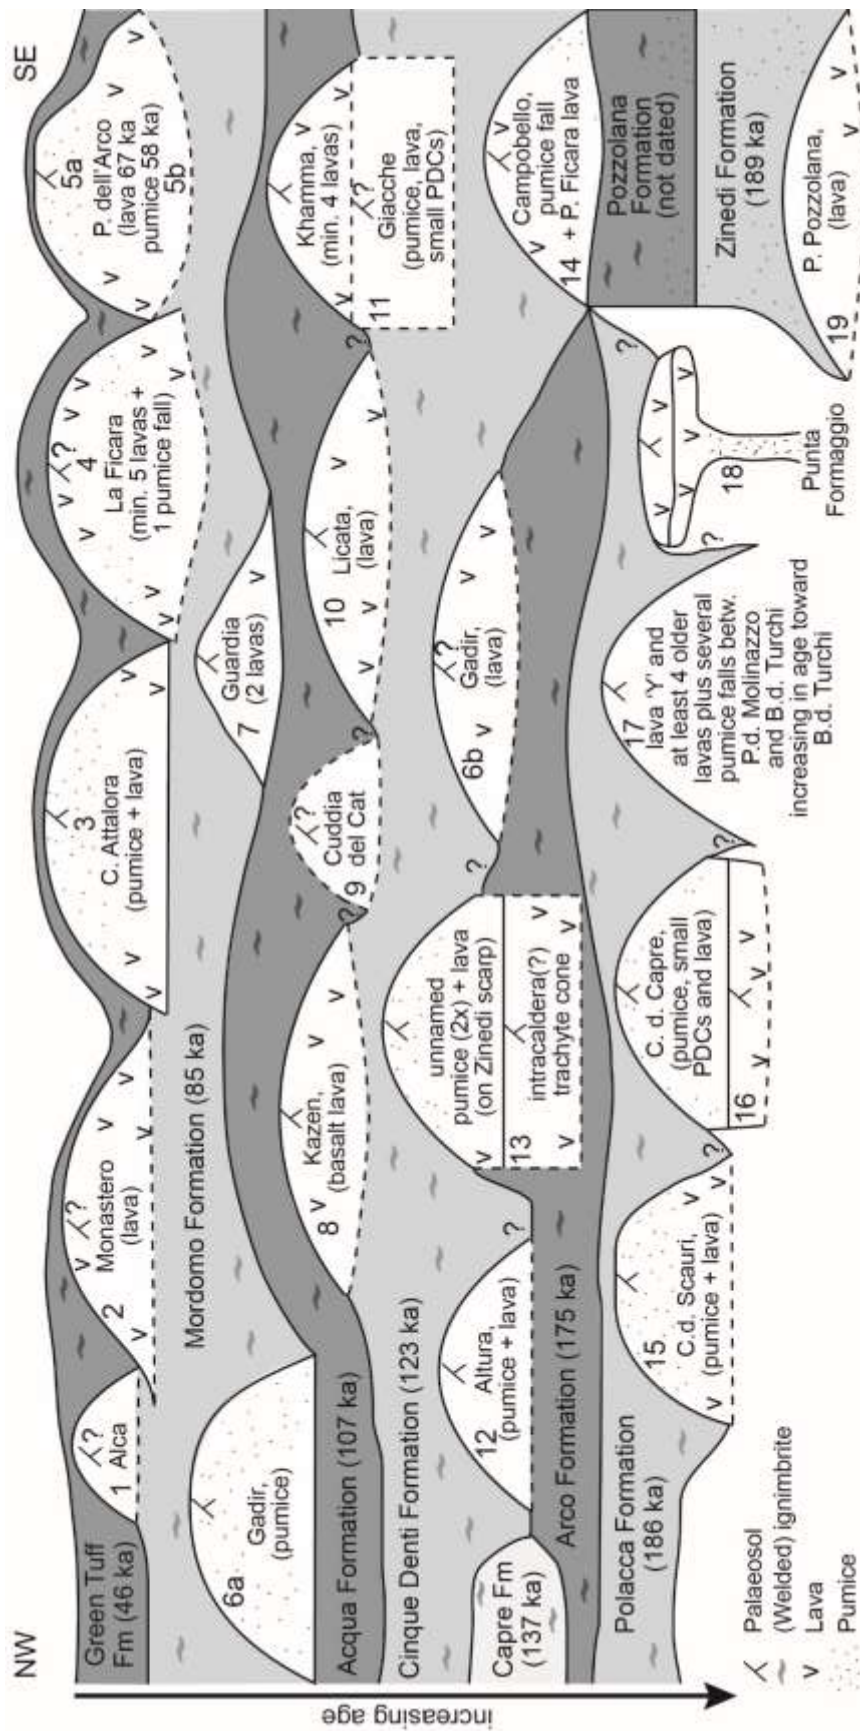 NW
SE
Green Tuff
Fm (46 ka)
1 Alca
?
2
Monastero
(lava)
?
3
C. Attalora
(pumice + lava)
?
4
La Ficara
(min. 5 lavas +
1 pumice fall)
5a
P. dell'Arco
(lava 67 ka
pumice 58 ka)
5b
Mordomo Formation (85 ka)
6a
Gadir,
(pumice)
7
Guardia
(2 lavas)
Acqua Formation (107 ka)
8
Kazen,
(basalt lava)
?
?
9
Cuddia
del Cat
?
10
Licata,
(lava)
?
Khamma,
(min. 4 lavas)
?
11
Giacche
(pumice, lava,
small PDCs)
Cinque Denti Formation (123 ka)
Capre Fm
(137 ka)
12
Altura,
(pumice + lava)
?
unnamed
pumice (2x) + lava
(on Zinedi scarp)
13
intracaldera(?)
trachyte cone
?
?
6b
Gadir,
(lava)
Campobello,
pumice fall
14 + P. Ficara lava
Arco Formation (175 ka)
Pozzolana
Formation
(not dated)
Polacca Formation
(186 ka)
15
C.d. Scauri,
(pumice + lava)
?
C. d. Capre,
(pumice, small
PDCs and lava)
16
?
17
lava 'Y' and
at least 4 older
lavas plus several
pumice falls betw.
P.d. Molinazzo
and B.d. Turchi
increasing in age toward
B.d. Turchi
?
?
18
Punta
Formaggio
Zinedi Formation
(189 ka)
19
P. Pozzolana,
(lava)
increasing age
Palaeosol
(Welded) ignimbrite
Lava
Pumice